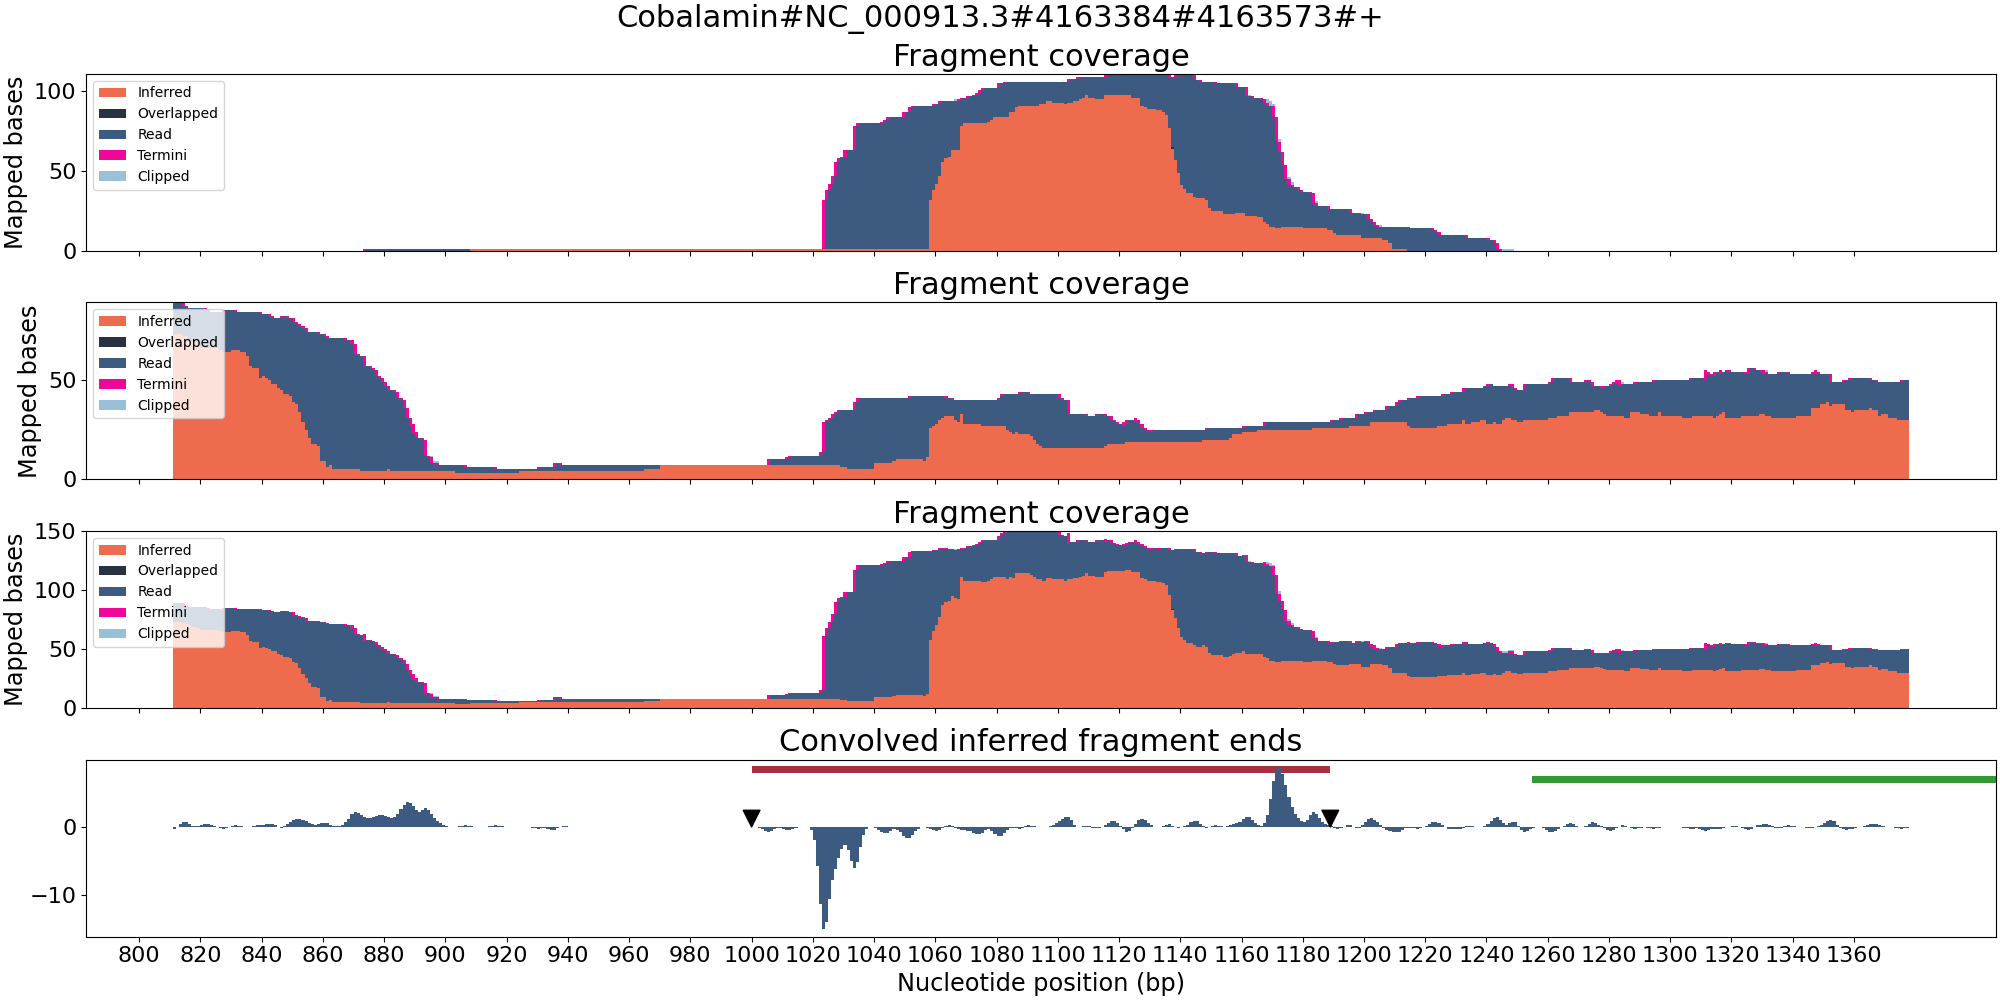 Cobalamin#NC_000913.3#4163384#4163573#+
Fragment coverage
Mapped bases
100
50
0
Inferred
Overlapped
Read
Termini
Clipped
Fragment coverage
Mapped bases
50
0
Inferred
Overlapped
Read
Termini
Clipped
Fragment coverage
Mapped bases
150
100
50
0
Inferred
Overlapped
Read
Termini
Clipped
Convolved inferred fragment ends
0
−10
800 820 840 860 880 900 920 940 960 980 1000 1020 1040 1060 1080 1100 1120 1140 1160 1180 1200 1220 1240 1260 1280 1300 1320 1340 1360
Nucleotide position (bp)